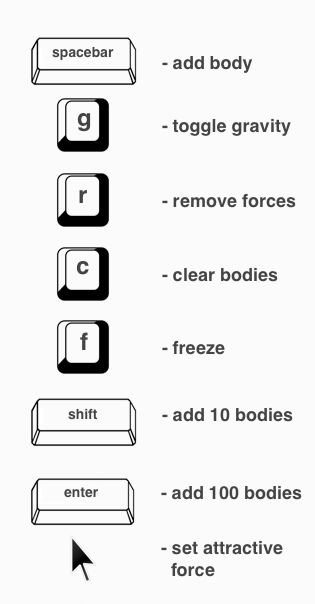 spacebar - add body
g - toggle gravity
r - remove forces
c - clear bodies
f - freeze
shift - add 10 bodies
enter - add 100 bodies
- set attractive
force